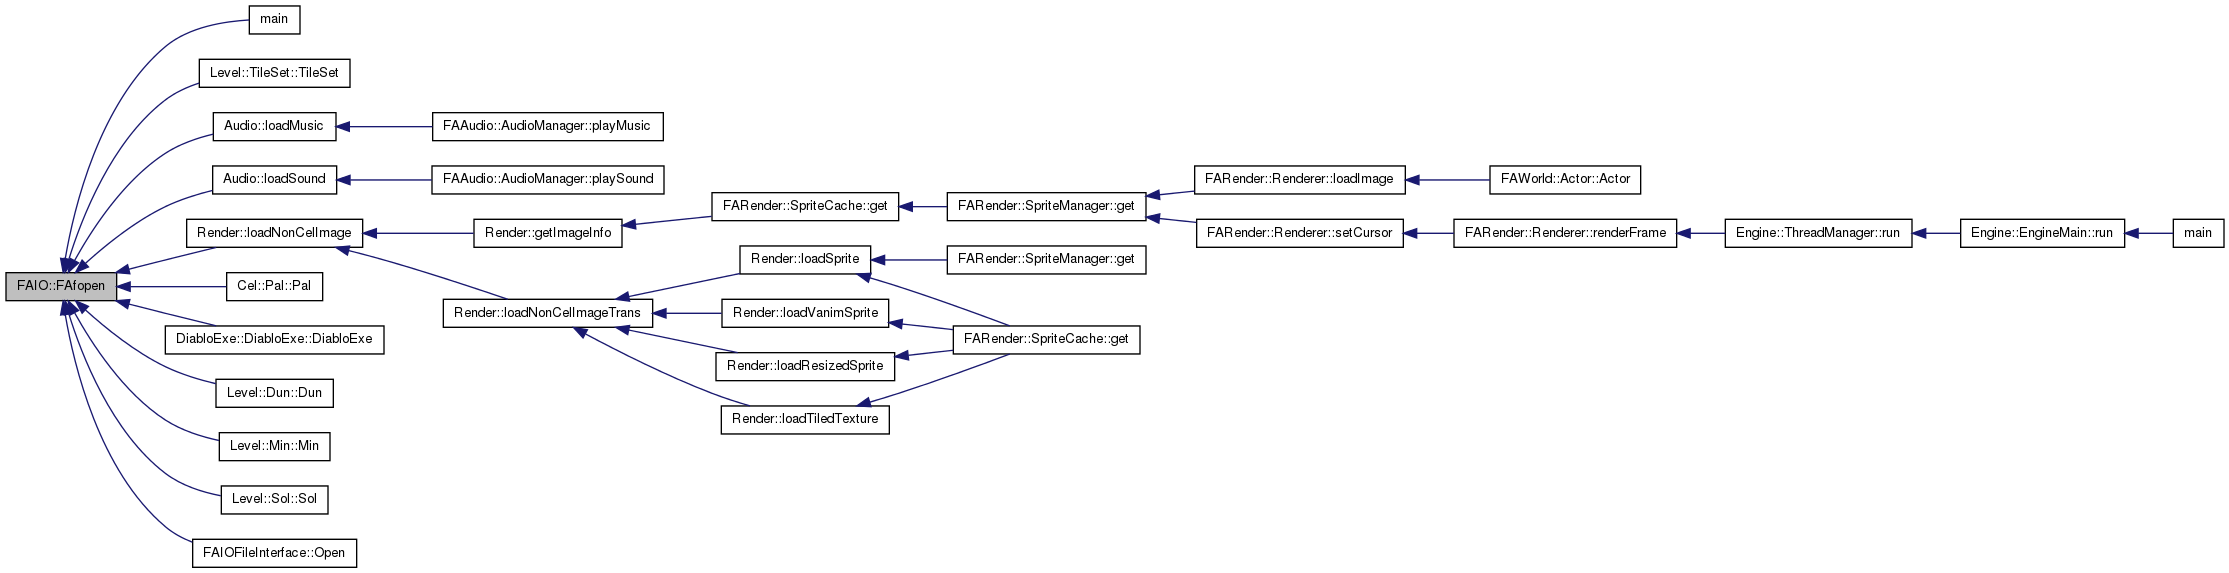 main
Level::TileSet::TileSet
Audio::loadMusic
FAAudio::AudioManager::playMusic
Audio::loadSound
FAAudio::AudioManager::playSound
FARender::Renderer::loadImage
FAWorld::Actor::Actor
FARender::SpriteCache::get
FARender::SpriteManager::get
Render::loadNonCelImage
Render::getImageInfo
FARender::Renderer::setCursor
FARender::Renderer::renderFrame
Engine::ThreadManager::run
Engine::EngineMain::run
main
Render::loadSprite
FARender::SpriteManager::get
FAIO::FAfopen
Cel::Pal::Pal
Render::loadNonCelImageTrans
Render::loadVanimSprite
DiabloExe::DiabloExe::DiabloExe
FARender::SpriteCache::get
Render::loadResizedSprite
Level::Dun::Dun
Render::loadTiledTexture
Level::Min::Min
Level::Sol::Sol
FAIOFileInterface::Open